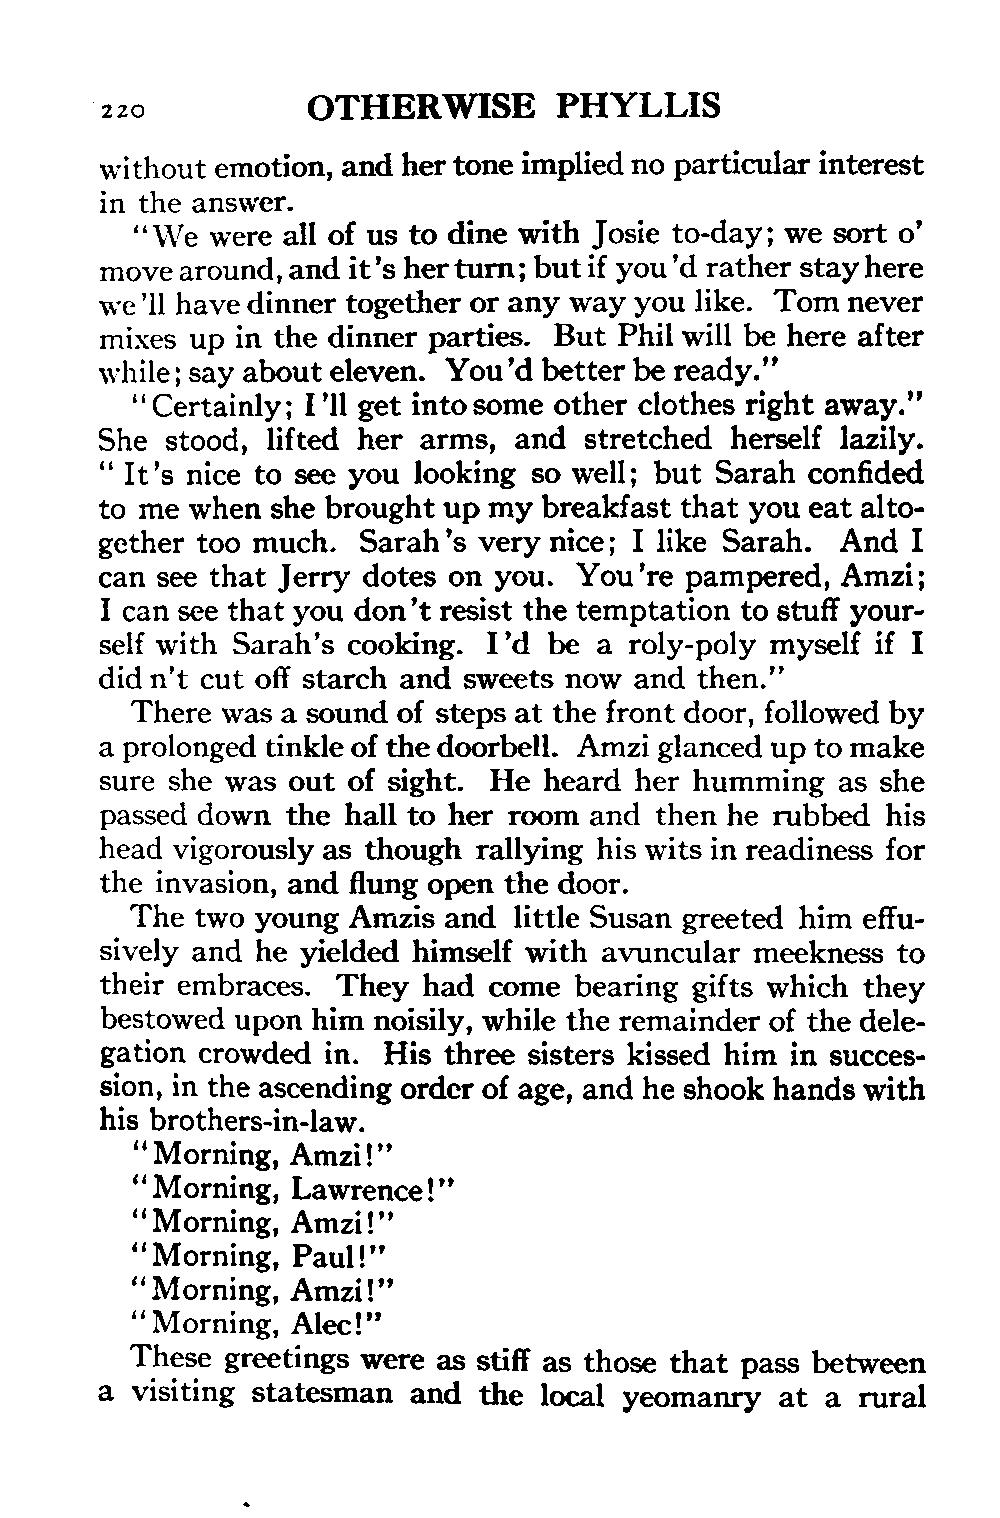 220 OTHERWISE PHYLLIS
without emotion, and her tone implied no particular interest
in the answer.
"We were all of us to dine with Josie to-day; we sort o'
move around, and it's her turn; but if you'd rather stay here
we'll have dinner together or any way you like. Tom never
mixes up in the dinner parties. But Phil will be here after
while; say about eleven. You'd better be ready."
"Certainly; I'll get into some other clothes right away."
She stood, lifted her arms, and stretched herself lazily.
"It's nice to see you looking so well; but Sarah confided
to me when she brought up my breakfast that you eat alto-
gether too much. Sarah's very nice; I like Sarah. And I
can see that Jerry dotes on you. You're pampered, Amzi;
I can see that you don't resist the temptation to stuff your-
self with Sarah's cooking. I'd be a roly-poly myself if I
did n't cut off starch and sweets now and then."
There was a sound of steps at the front door, followed by
a prolonged tinkle of the doorbell. Amzi glanced up to make
sure she was out of sight. He heard her humming as she
passed down the hall to her room and then he rubbed his
head vigorously as though rallying his wits in readiness for
the invasion, and flung open the door.
The two young Amzis and little Susan greeted him effu-
sively and he yielded himself with avuncular meekness to
their embraces. They had come bearing gifts which they
bestowed upon him noisily, while the remainder of the dele-
gation crowded in. His three sisters kissed him in succes-
sion, in the ascending order of age, and he shook hands with
his brothers-in-law.
"Morning, Amzi!"
"Morning, Lawrence!"
"Morning, Amzi!"
"Morning, Paul!"
"Morning, Amzi!"
"Morning, Alec!"
These greetings were as stiff as those that pass between
a visiting statesman and the local yeomanry at a rural